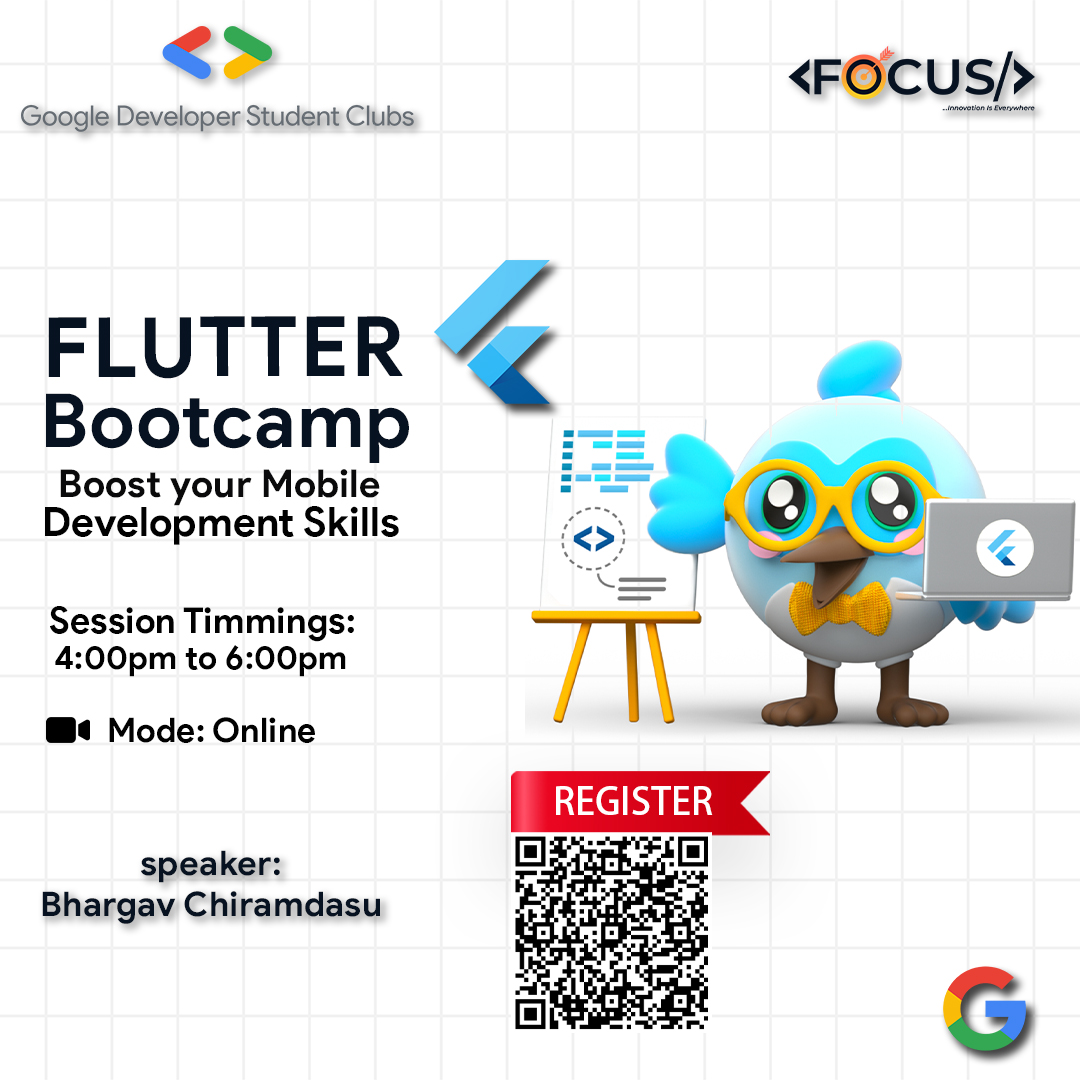 Google Developer Student Clubs
<FOCUS/>
...Innovation Is Everywhere
FLUTTER
Bootcamp
Boost your Mobile
Development Skills
Session Timmings:
4:00pm to 6:00pm
Mode: Online
REGISTER
speaker:
Bhargav Chiramdasu